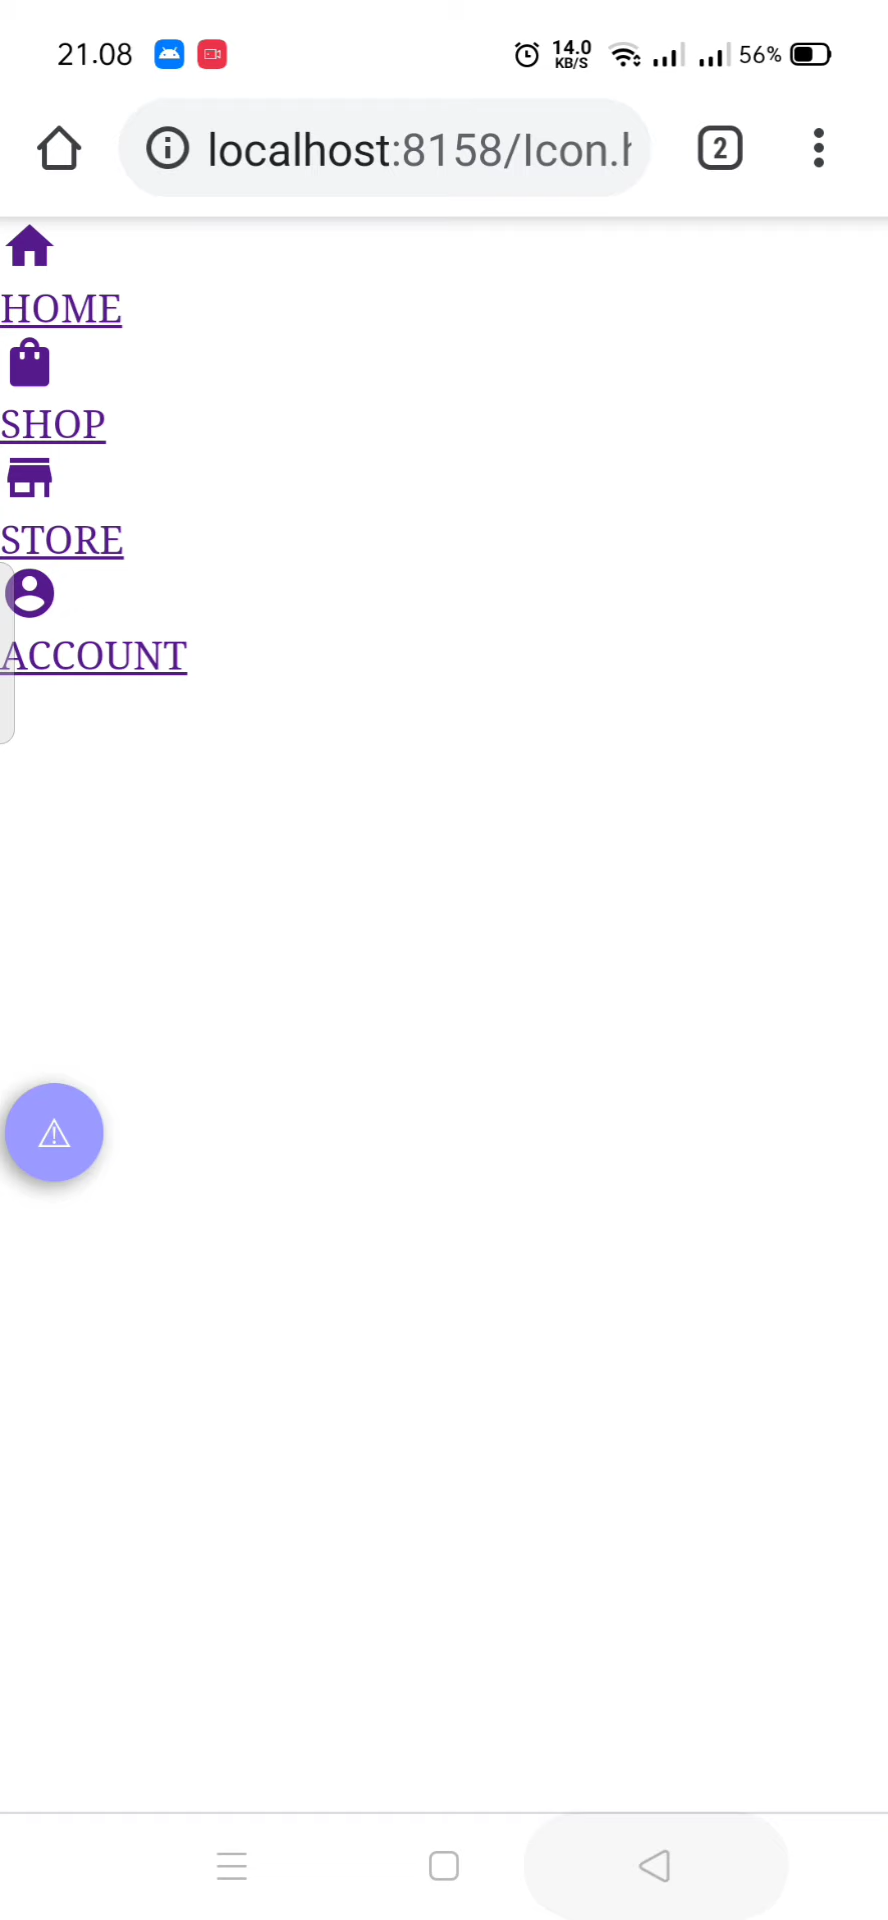 21.08
14.0
KB/S
56%
localhost:8158/Icon.
2
HOME
SHOP
STORE
ACCOUNT